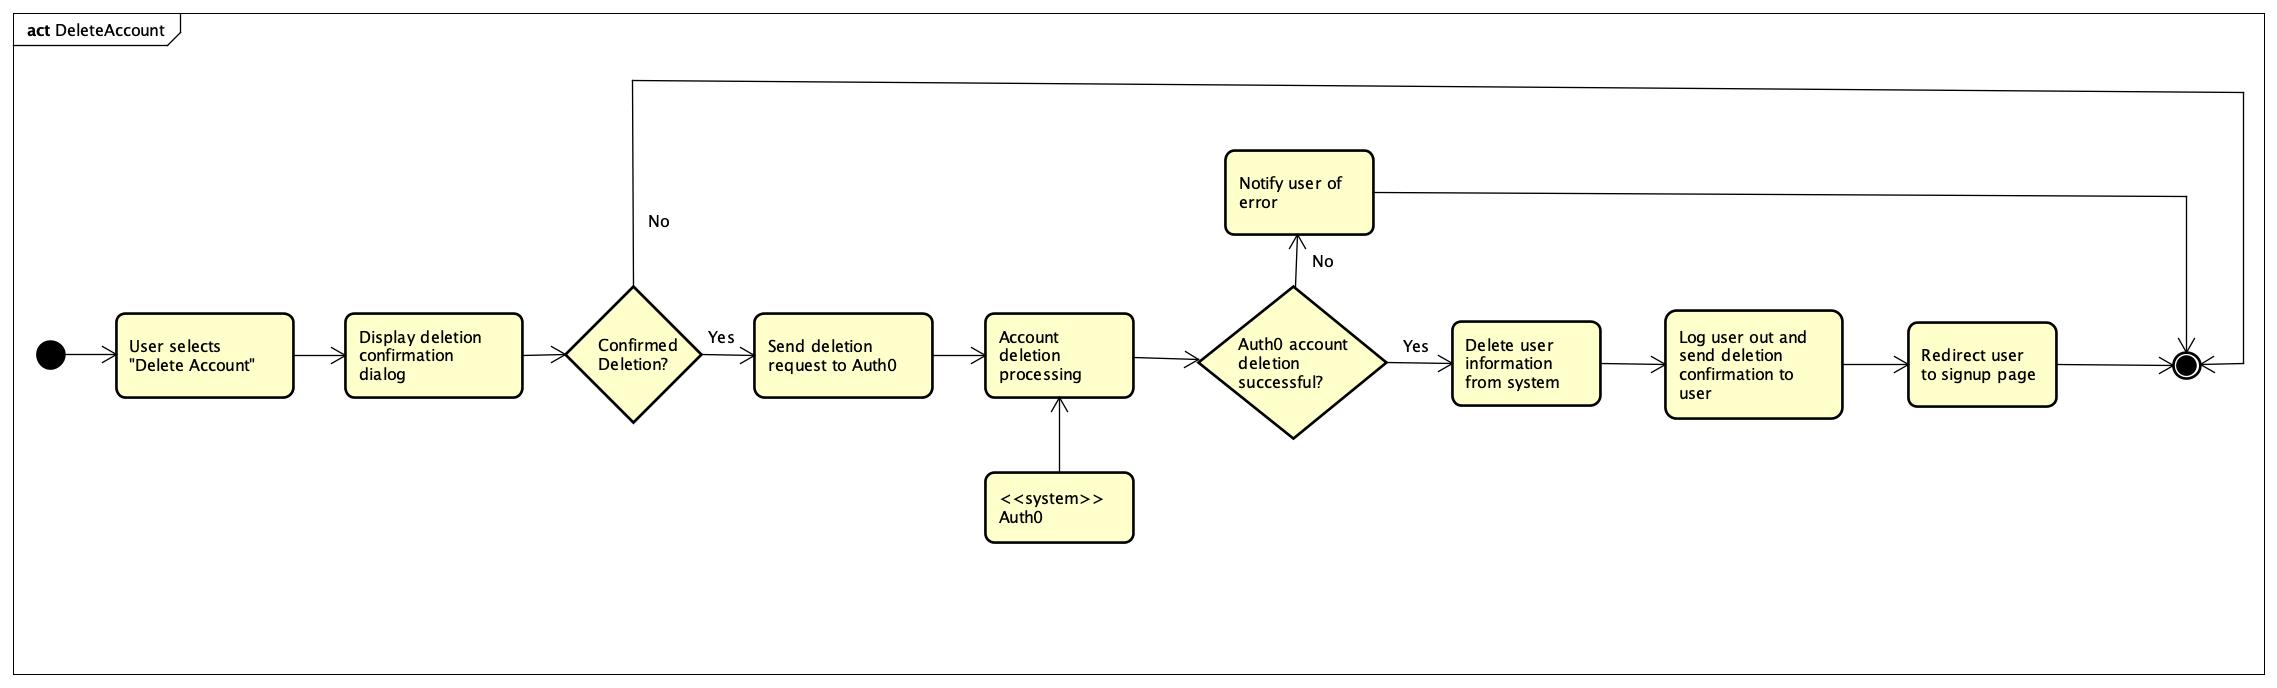 act DeleteAccount
No
Notify user of
error
No
User selects
"Delete Account"
Display deletion
confirmation
dialog
Confirmed
Deletion?
Yes
Send deletion
request to Auth0
Account
deletion
processing
Auth0 account
deletion
successful?
Yes
Delete user
information
from system
Log user out and
send deletion
confirmation to
user
Redirect user
to signup page
<<system>>
Auth0